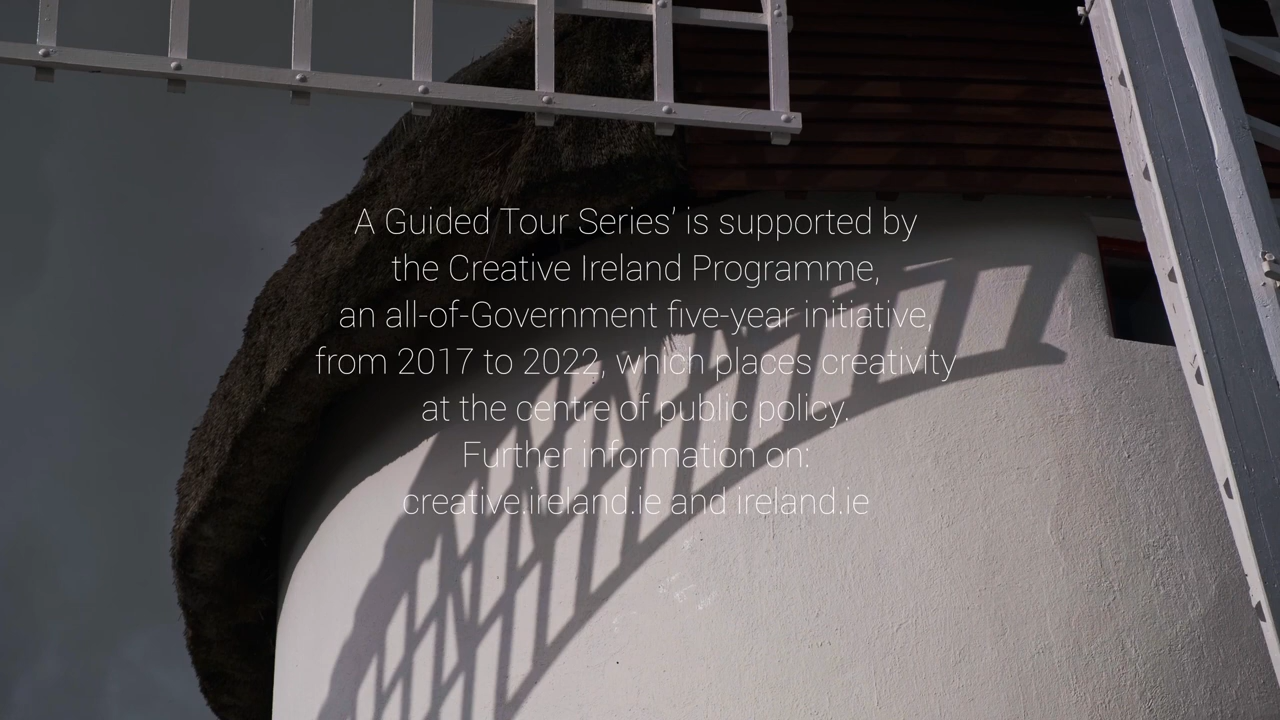 A Guided Tour Series' is supported by
the Creative Ireland Programme,
an all-of-Government five-year initiative,
from 2017 to 2022, which places creativity
at the centre of public policy.
Further information on:
creative.ireland.ie and ireland.ie